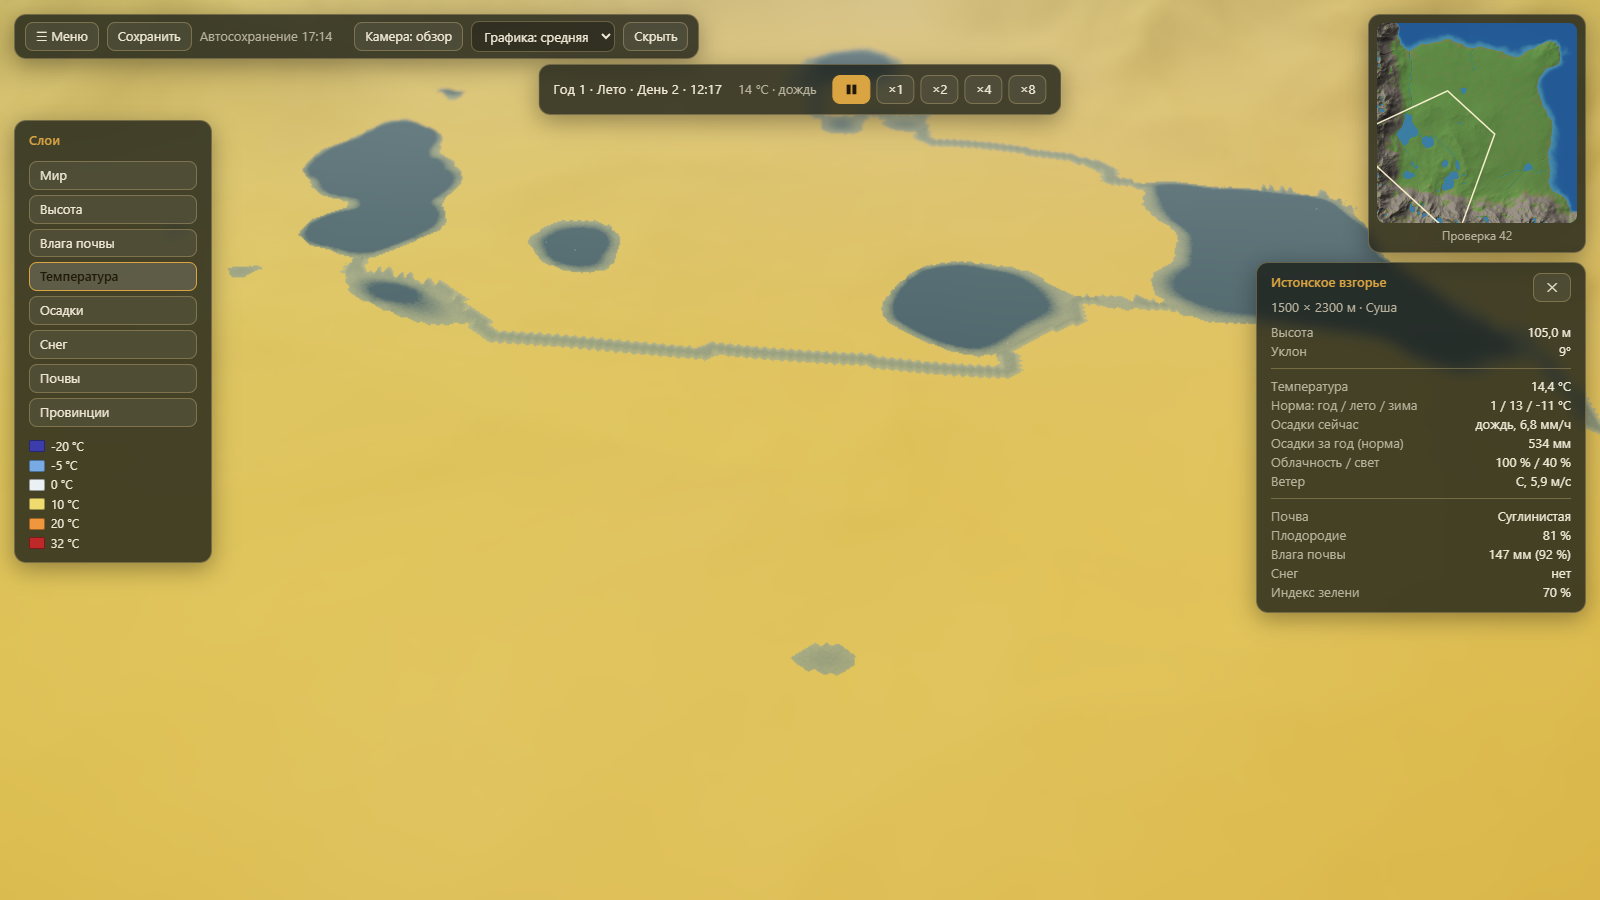 ☰ Меню Сохранить Автосохранение 17:14 Камера: обзор Графика: средняя Скрыть
Год 1 · Лето · День 2 · 12:17 14 °C · дождь ×1 ×2 ×4 ×8
Слои
Мир
Высота
Влага почвы
Температура
Осадки
Снег
Почвы
Провинции
-20 °C
-5 °C
0 °C
10 °C
20 °C
32 °C
Проверка 42
Истонское взгорье ✕
1500 × 2300 м · Суша
Высота 105,0 м
Уклон 9°
Температура 14,4 °C
Норма: год / лето / зима 1 / 13 / -11 °C
Осадки сейчас дождь, 6,8 мм/ч
Осадки за год (норма) 534 мм
Облачность / свет 100 % / 40 %
Ветер С, 5,9 м/с
Почва Суглинистая
Плодородие 81 %
Влага почвы 147 мм (92 %)
Снег нет
Индекс зелени 70 %